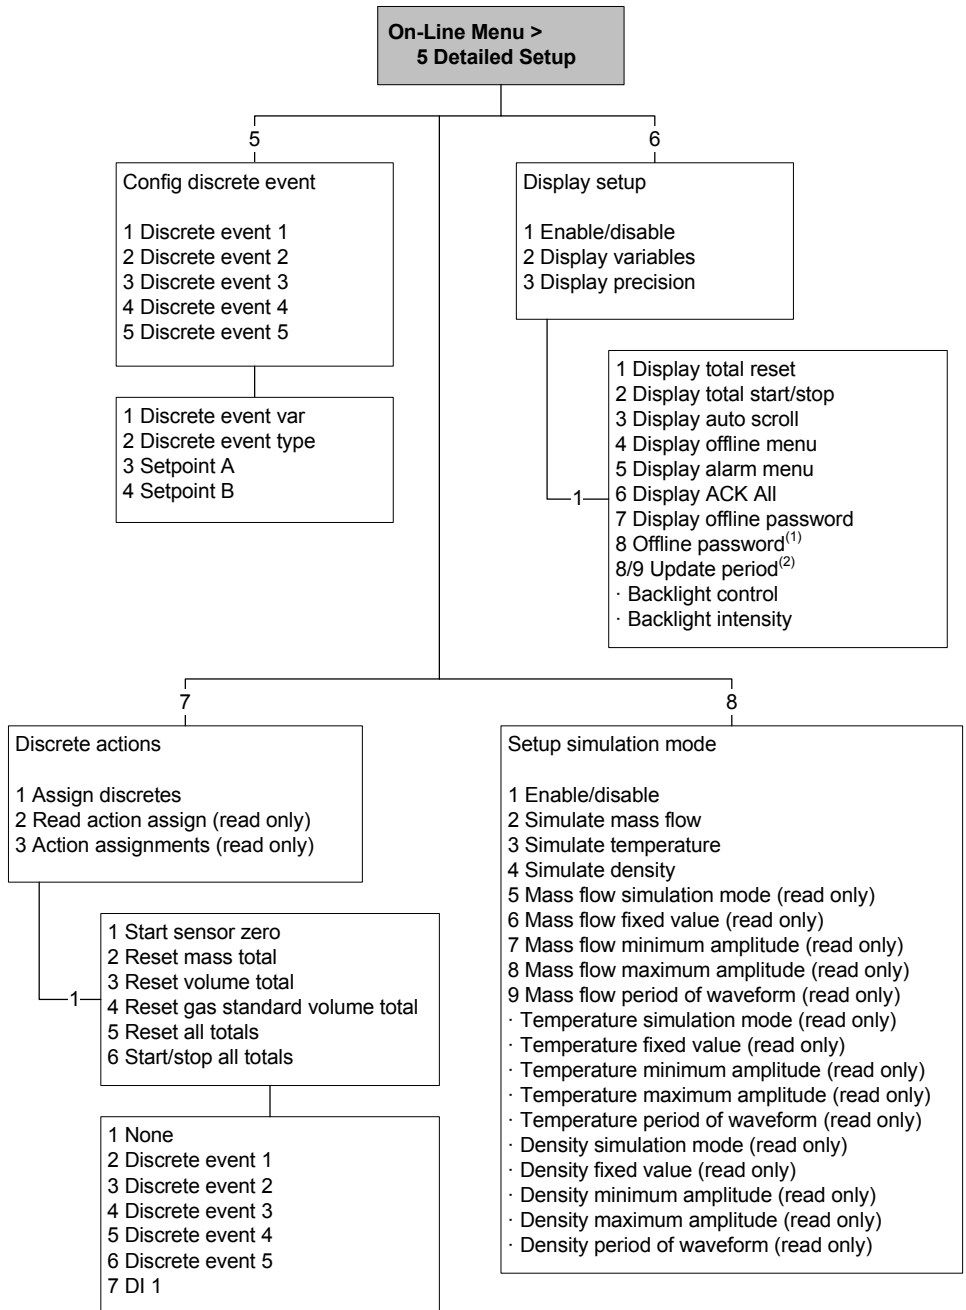 On-Line Menu >
5 Detailed Setup
5
6
Config discrete event
1 Discrete event 1
2 Discrete event 2
3 Discrete event 3
4 Discrete event 4
5 Discrete event 5
1 Discrete event var
2 Discrete event type
3 Setpoint A
4 Setpoint B
Display setup
1 Enable/disable
2 Display variables
3 Display precision
1
1 Display total reset
2 Display total start/stop
3 Display auto scroll
4 Display offline menu
5 Display alarm menu
6 Display ACK All
7 Display offline password
8 Offline password(1)
8/9 Update period(2)
· Backlight control
· Backlight intensity
7
8
Discrete actions
1 Assign discretes
2 Read action assign (read only)
3 Action assignments (read only)
1
1 Start sensor zero
2 Reset mass total
3 Reset volume total
4 Reset gas standard volume total
5 Reset all totals
6 Start/stop all totals
1 None
2 Discrete event 1
3 Discrete event 2
4 Discrete event 3
5 Discrete event 4
6 Discrete event 5
7 DI 1
Setup simulation mode
1 Enable/disable
2 Simulate mass flow
3 Simulate temperature
4 Simulate density
5 Mass flow simulation mode (read only)
6 Mass flow fixed value (read only)
7 Mass flow minimum amplitude (read only)
8 Mass flow maximum amplitude (read only)
9 Mass flow period of waveform (read only)
· Temperature simulation mode (read only)
· Temperature fixed value (read only)
· Temperature minimum amplitude (read only)
· Temperature maximum amplitude (read only)
· Temperature period of waveform (read only)
· Density simulation mode (read only)
· Density fixed value (read only)
· Density minimum amplitude (read only)
· Density maximum amplitude (read only)
· Density period of waveform (read only)